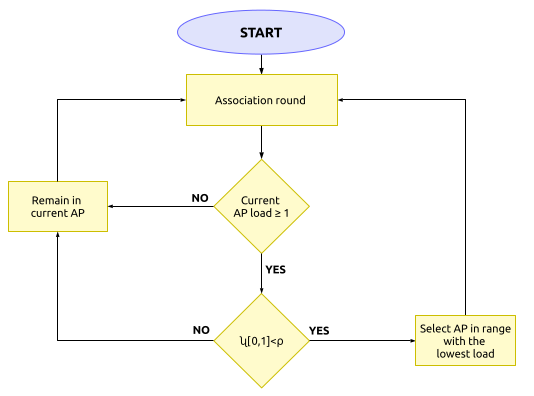 START
Association round
Remain in
current AP
NO
Current
AP load ≥ 1
YES
NO
կ[0,1]<ρ
YES
Select AP in range
with the
lowest load